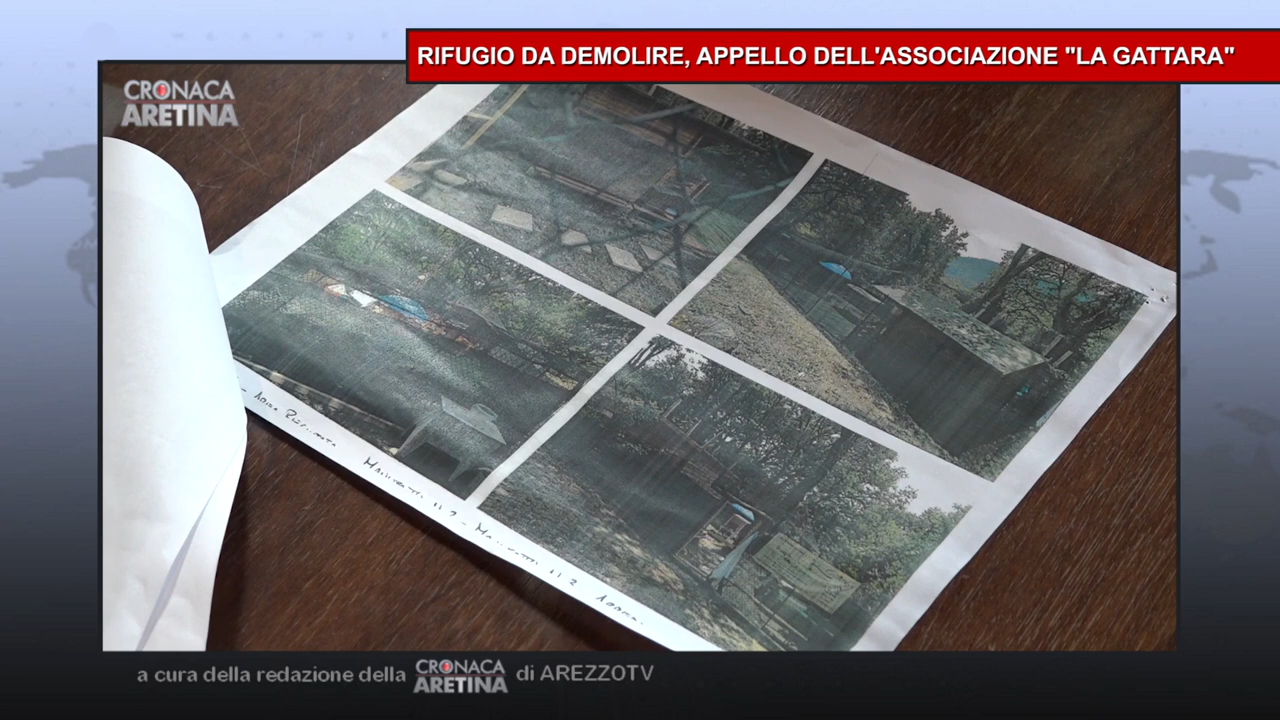 RIFUGIO DA DEMOLIRE, APPELLO DELL'ASSOCIAZIONE "LA GATTARA"
CRONACA
ARETINA
a cura della redazione della CRONACA ARETINA di AREZZOTV